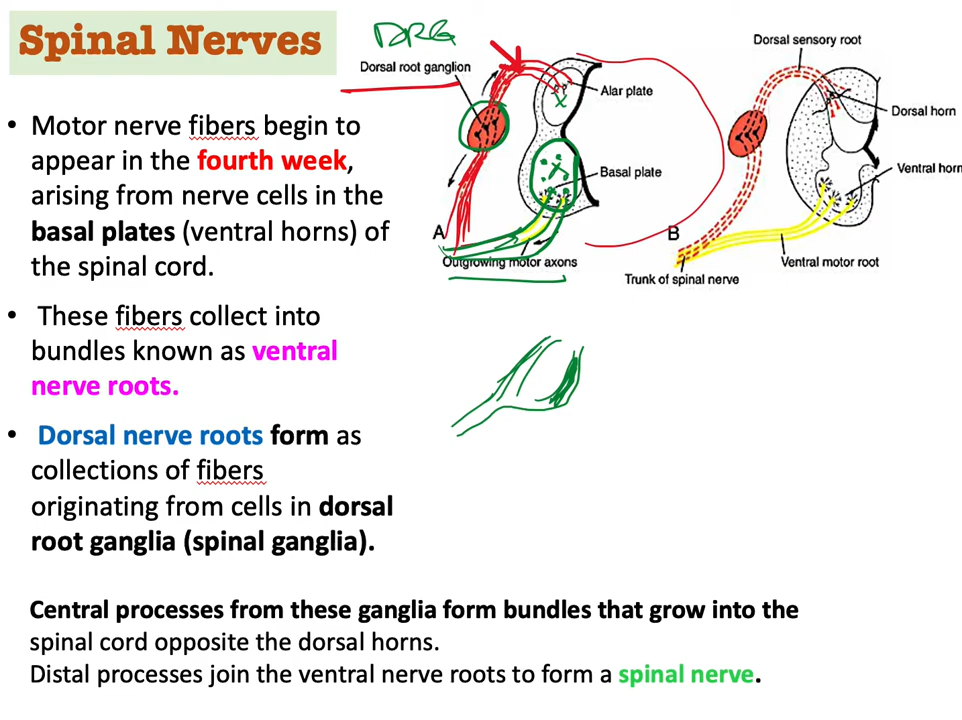 Spinal Nerves
• Motor nerve fibers begin to
appear in the fourth week,
arising from nerve cells in the
basal plates (ventral horns) of
the spinal cord.
• These fibers collect into
bundles known as ventral
nerve roots.
• Dorsal nerve roots form as
collections of fibers
originating from cells in dorsal
root ganglia (spinal ganglia).
Central processes from these ganglia form bundles that grow into the
spinal cord opposite the dorsal horns.
Distal processes join the ventral nerve roots to form a spinal nerve.
DRG
Dorsal root ganglion
Alar plate
Basal plate
A
Outgrowing motor axons
Dorsal sensory root
Dorsal horn
Ventral horn
B
Trunk of spinal nerve
Ventral motor root